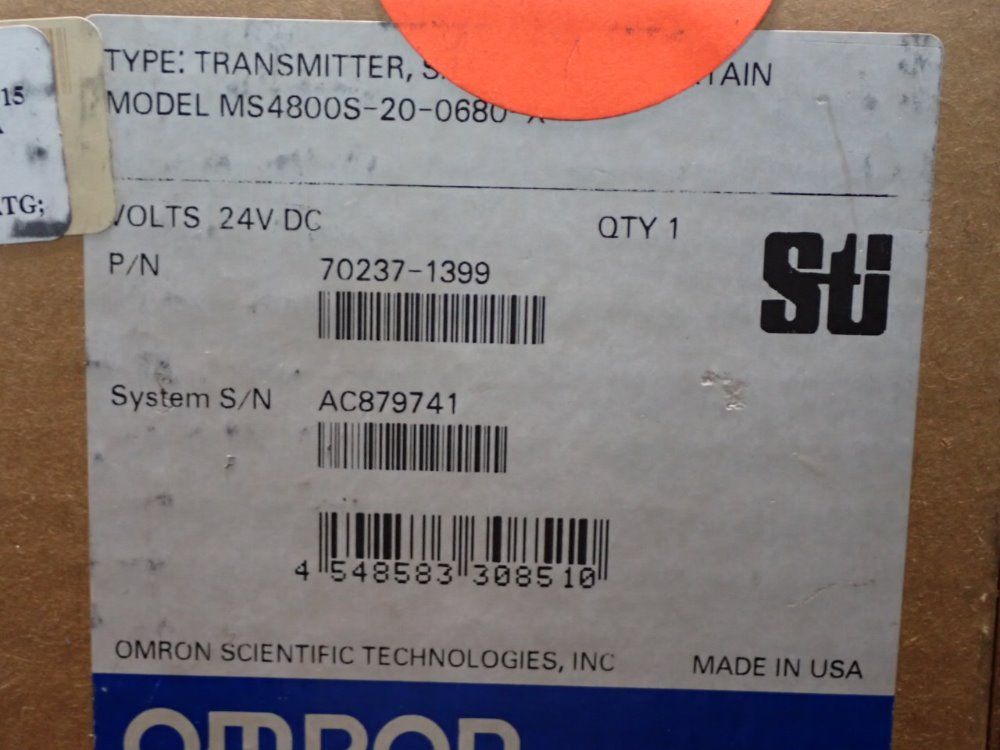 TYPE: TRANSMITTER,
MODEL MS4800S-20-0680-X
15
ATG;
VOLTS 24V DC QTY 1
P/N 70237-1399
Sti
System S/N AC879741
4 548583 308510
OMRON SCIENTIFIC TECHNOLOGIES, INC MADE IN USA
OMRON